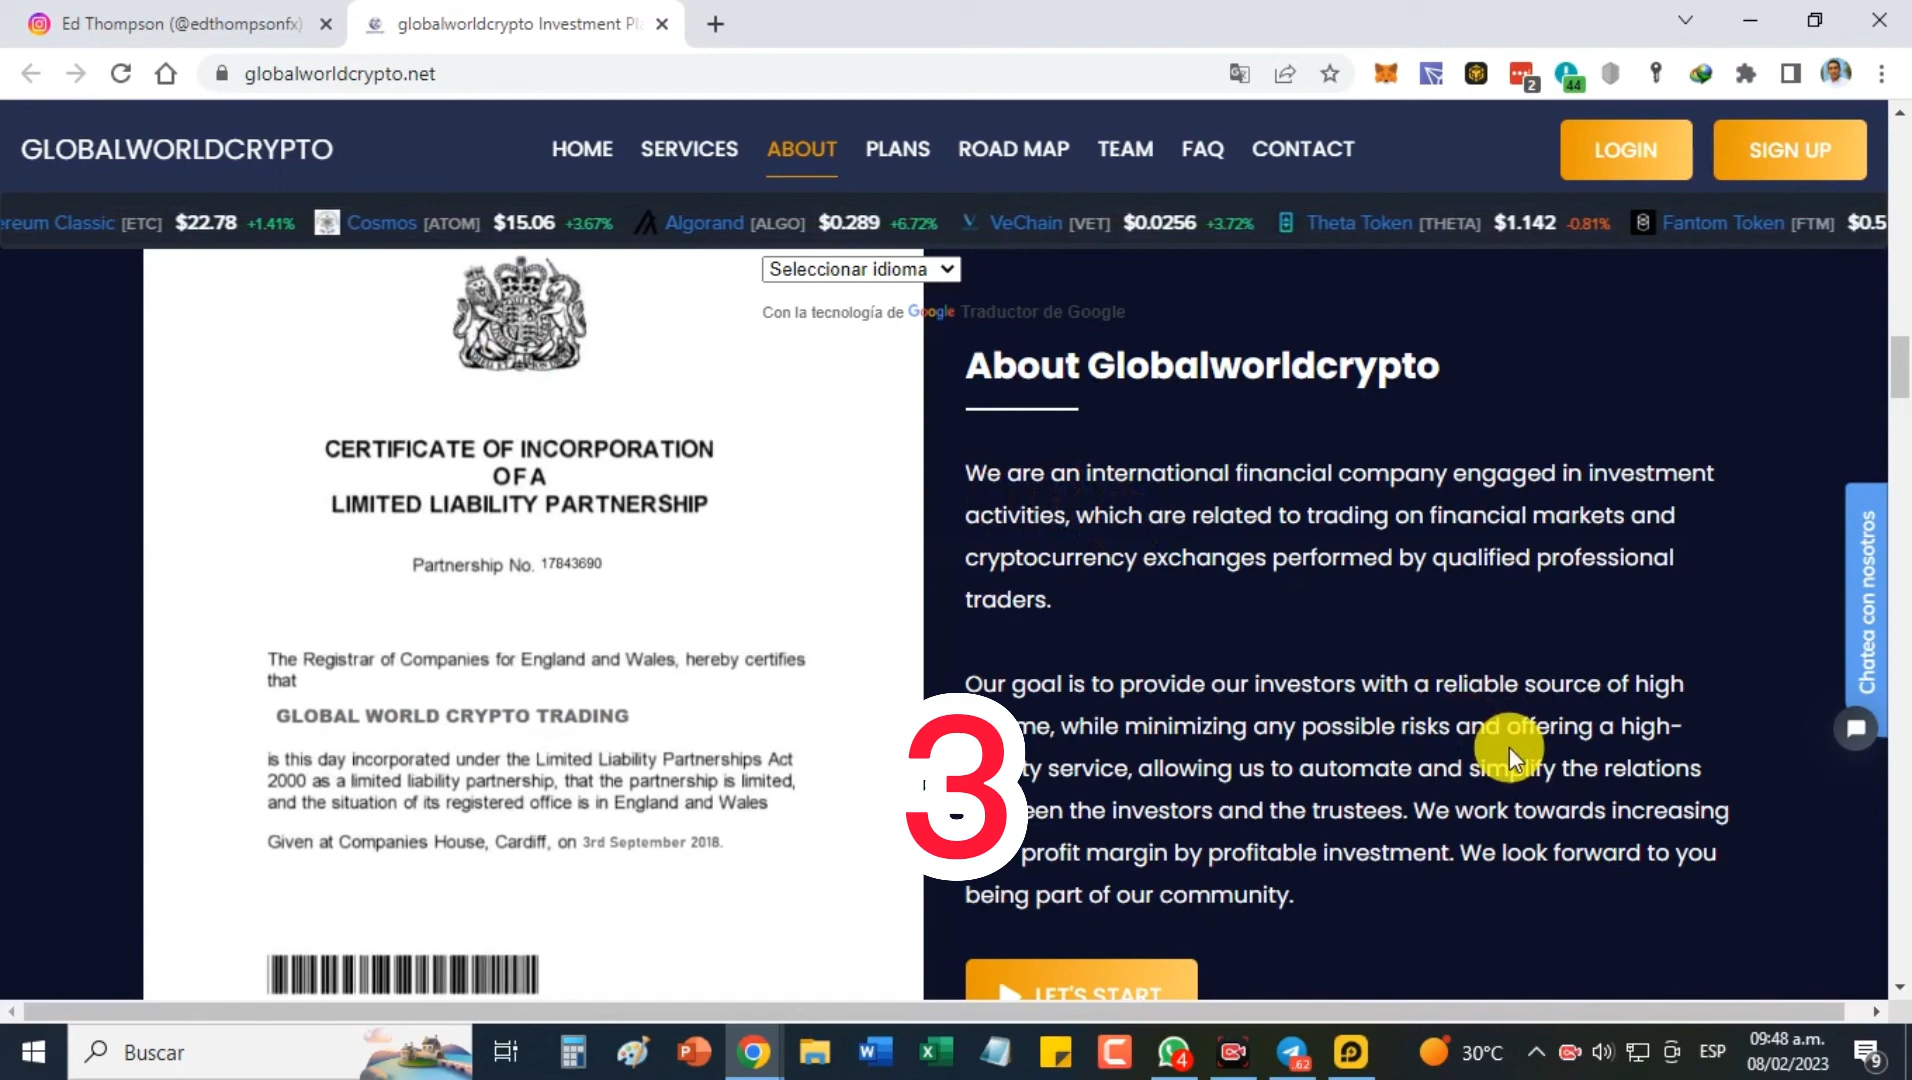 Ed Thompson (@edthompsonfx)
globalworldcrypto Investment Pl
globalworldcrypto.net
2
44
GLOBALWORLDCRYPTO
HOME SERVICES ABOUT PLANS ROAD MAP TEAM FAQ CONTACT
LOGIN SIGN UP
ereum Classic [ETC] $22.78 +1.41% Cosmos [ATOM] $15.06 +3.67% Algorand [ALGO] $0.289 +6.72% VeChain [VET] $0.0256 +3.72% Theta Token [THETA] $1.142 -0.81% Fantom Token [FTM] $0.5
Seleccionar idioma
Con la tecnología de Google Traductor de Google
CERTIFICATE OF INCORPORATION
OF A
LIMITED LIABILITY PARTNERSHIP
Partnership No. 17843690
The Registrar of Companies for England and Wales, hereby certifies
that
GLOBAL WORLD CRYPTO TRADING
is this day incorporated under the Limited Liability Partnerships Act
2000 as a limited liability partnership, that the partnership is limited,
and the situation of its registered office is in England and Wales
Given at Companies House, Cardiff, on 3rd September 2018.
About Globalworldcrypto
We are an international financial company engaged in investment
activities, which are related to trading on financial markets and
cryptocurrency exchanges performed by qualified professional
traders.
Our goal is to provide our investors with a reliable source of high
me, while minimizing any possible risks and offering a high-
ty service, allowing us to automate and simplify the relations
een the investors and the trustees. We work towards increasing
profit margin by profitable investment. We look forward to you
being part of our community.
LET'S START
3
Chatea con nosotros
Buscar
4
62
30°C
ESP
09:48 a.m.
08/02/2023
9